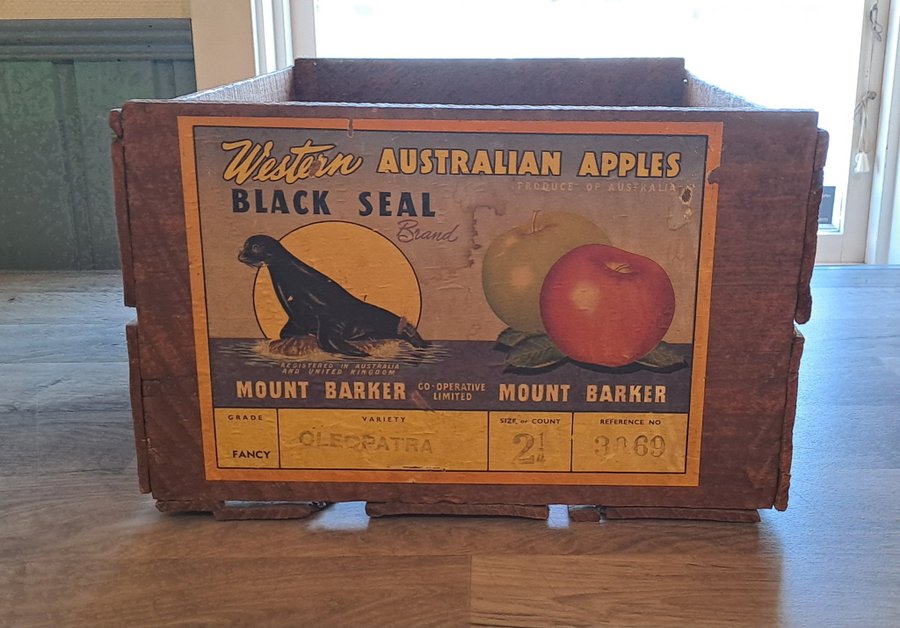 Western AUSTRALIAN APPLES
PRODUCE OF AUSTRALIA
BLACK SEAL
Brand
REGISTERED IN AUSTRALIA
AND UNITED KINGDOM
MOUNT BARKER CO-OPERATIVE LIMITED MOUNT BARKER
GRADE VARIETY SIZE or COUNT REFERENCE NO
FANCY CLEOPATRA 2¼